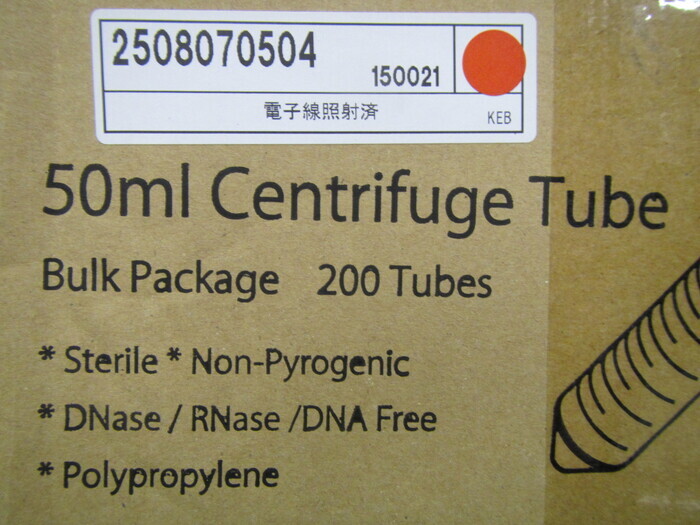 2508070504
150021
電子線照射済
KEB
50ml Centrifuge Tube
Bulk Package 200 Tubes
* Sterile * Non-Pyrogenic
* DNase / RNase /DNA Free
* Polypropylene